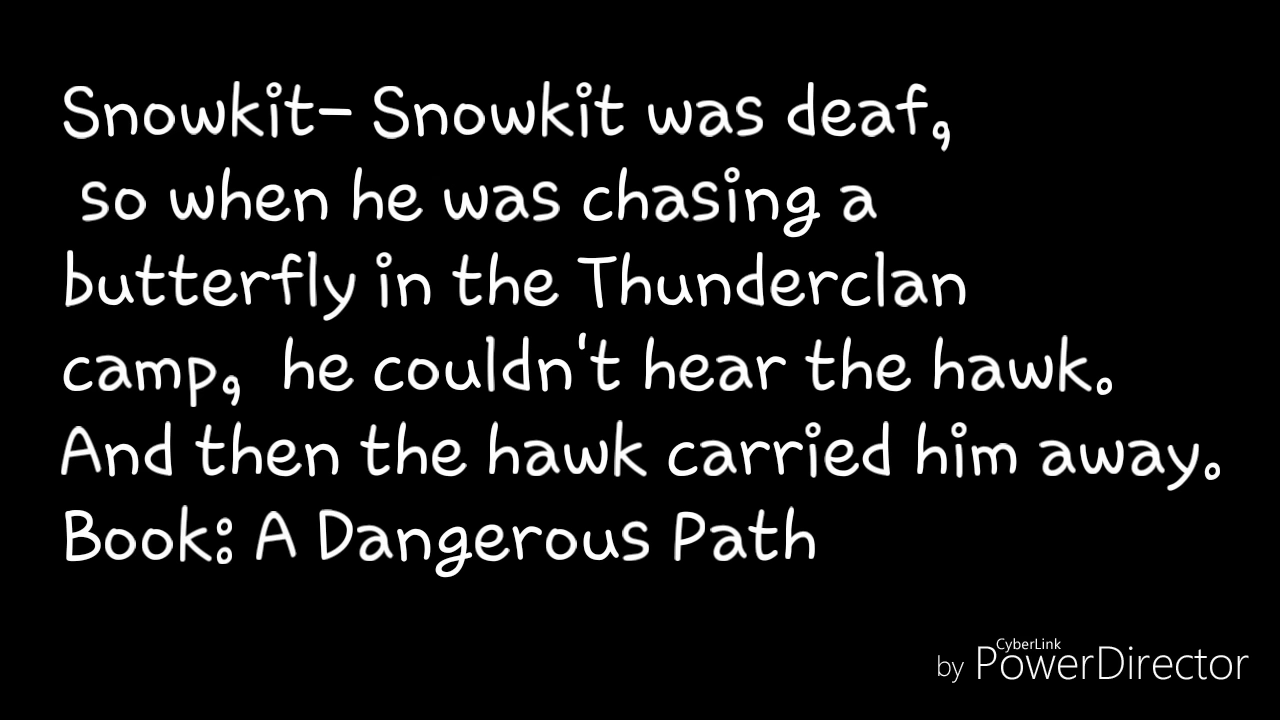 Snowkit- Snowkit was deaf,
so when he was chasing a
butterfly in the Thunderclan
camp, he couldn't hear the hawk.
And then the hawk carried him away.
Book: A Dangerous Path
by CyberLink PowerDirector